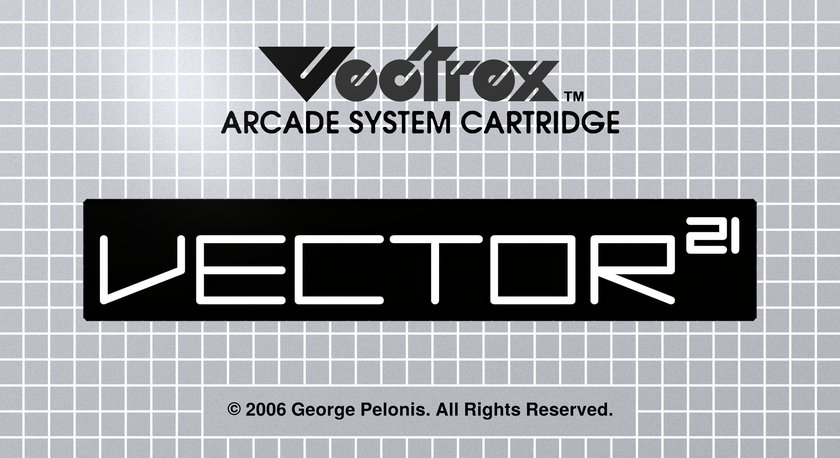 Vectrex™
ARCADE SYSTEM CARTRIDGE
VECTOR²¹
© 2006 George Pelonis. All Rights Reserved.